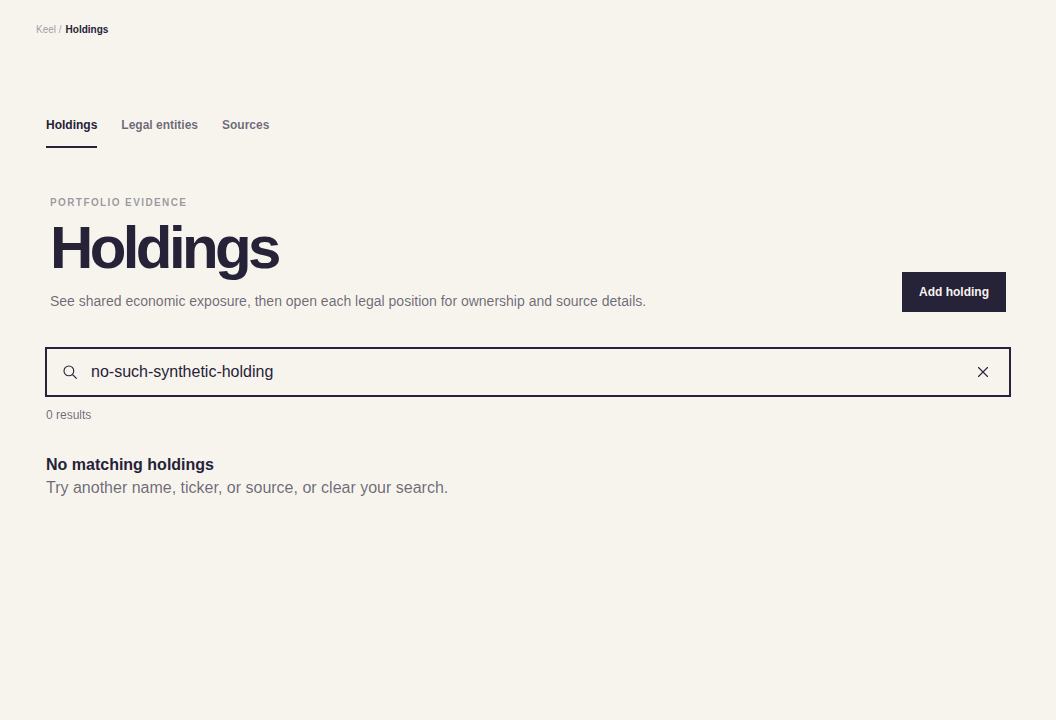 Keel / Holdings
Holdings Legal entities Sources
PORTFOLIO EVIDENCE
Holdings
See shared economic exposure, then open each legal position for ownership and source details.
Add holding
no-such-synthetic-holding
0 results
No matching holdings
Try another name, ticker, or source, or clear your search.